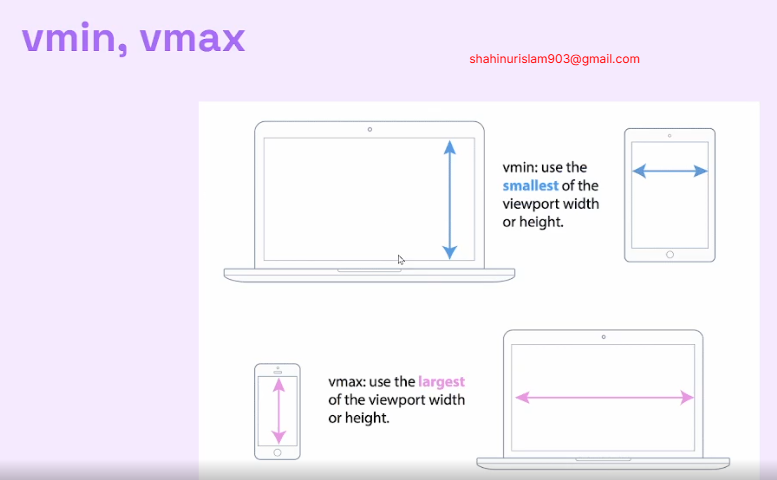 vmin, vmax
shahinurislam903@gmail.com
vmin: use the
smallest of the
viewport width
or height.
vmax: use the largest
of the viewport width
or height.